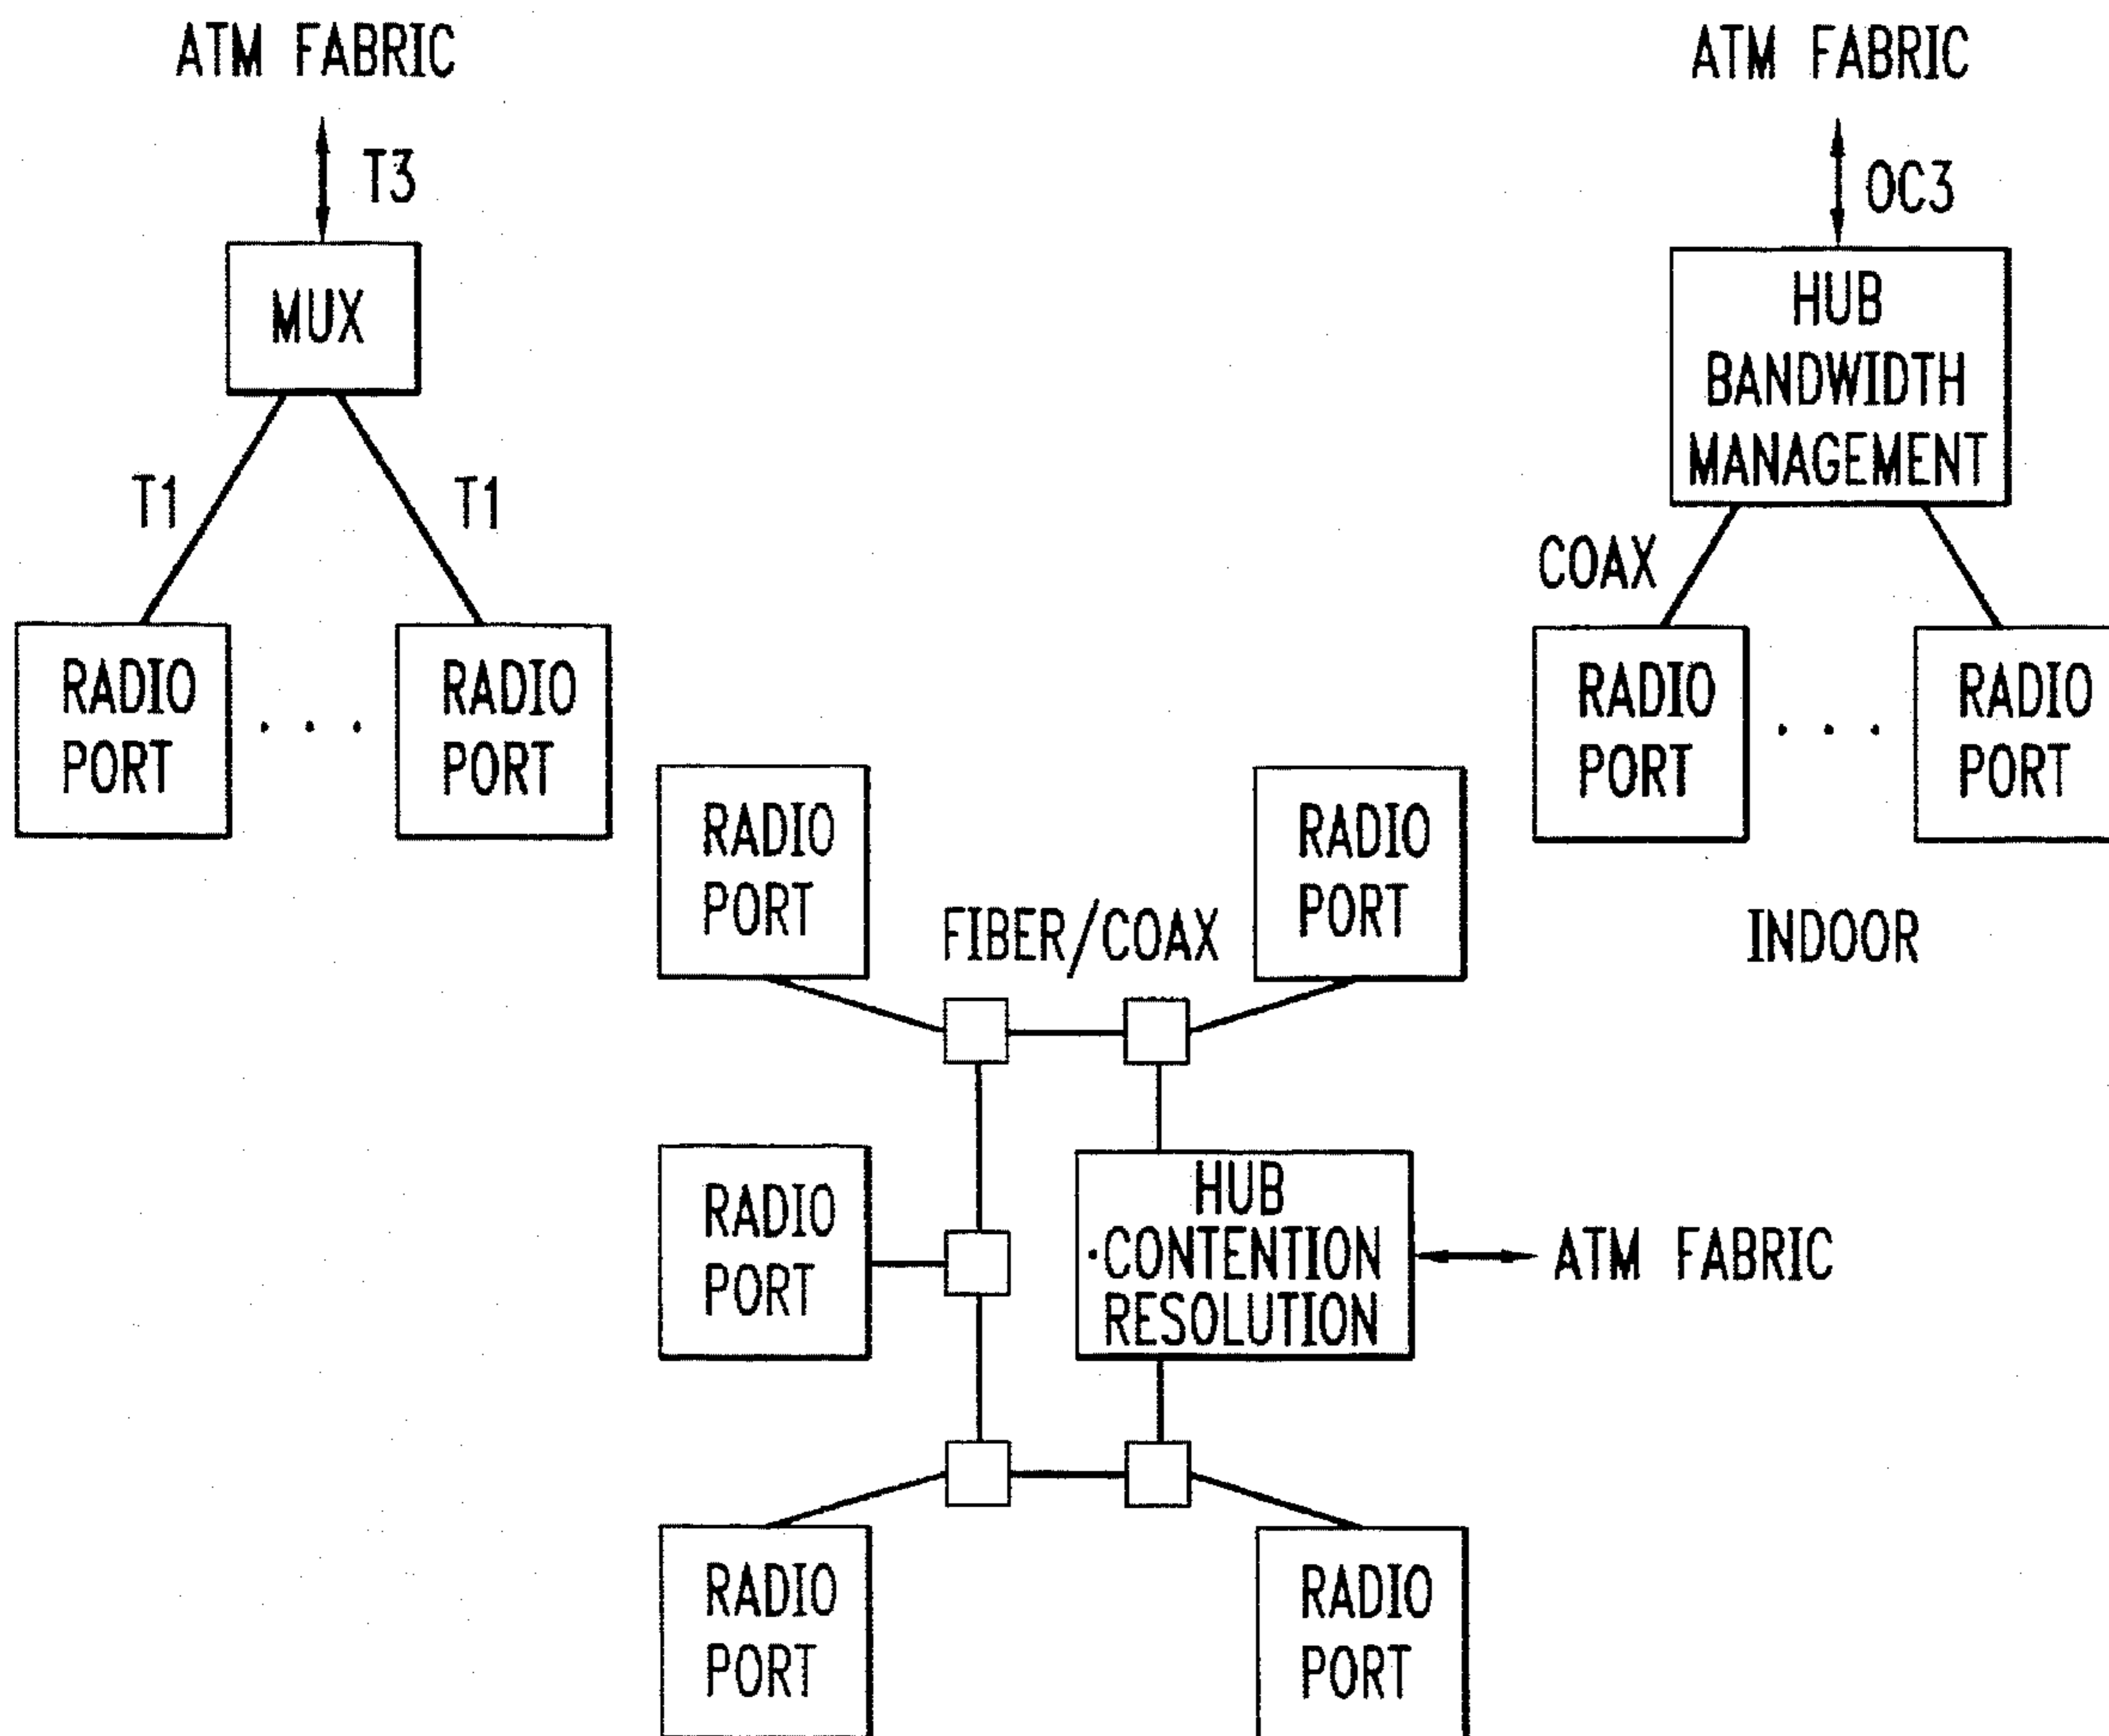 ATM FABRIC
T3
MUX
T1
T1
RADIO
PORT
. . .
RADIO
PORT
ATM FABRIC
OC3
HUB
BANDWIDTH
MANAGEMENT
COAX
RADIO
PORT
. . .
RADIO
PORT
INDOOR
RADIO
PORT
FIBER/COAX
RADIO
PORT
RADIO
PORT
HUB
·CONTENTION
RESOLUTION
ATM FABRIC
RADIO
PORT
RADIO
PORT